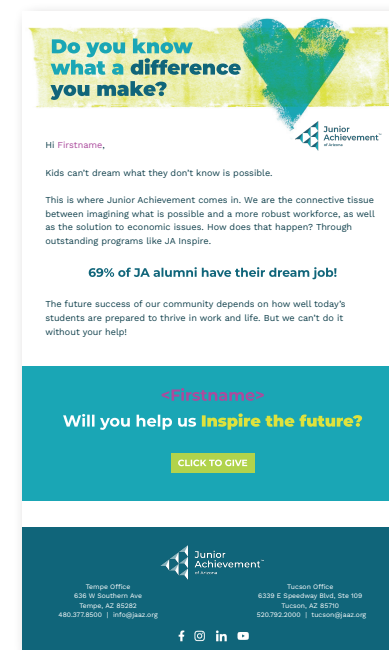 Do you know
what a difference
you make?
Junior
Achievement™
of Arizona
Hi Firstname,
Kids can't dream what they don't know is possible.
This is where Junior Achievement comes in. We are the connective tissue
between imagining what is possible and a more robust workforce, as well
as the solution to economic issues. How does that happen? Through
outstanding programs like JA Inspire.
69% of JA alumni have their dream job!
The future success of our community depends on how well today's
students are prepared to thrive in work and life. But we can't do it
without your help!
<Firstname>
Will you help us Inspire the future?
CLICK TO GIVE
Junior
Achievement™
of Arizona
Tempe Office
636 W Southern Ave
Tempe, AZ 85282
480.377.8500 | info@jaaz.org
Tucson Office
6339 E Speedway Blvd, Ste 109
Tucson, AZ 85710
520.792.2000 | tucson@jaaz.org